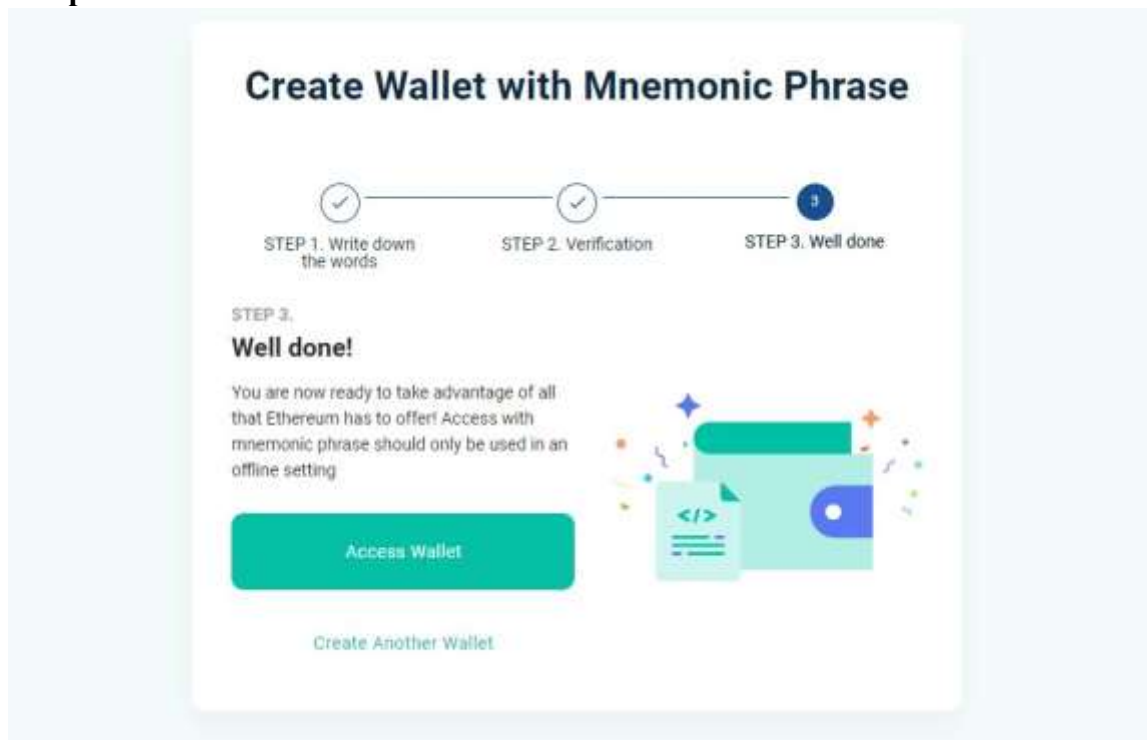 Create Wallet with Mnemonic Phrase
3
STEP 1. Write down
the words
STEP 2. Verification
STEP 3. Well done
STEP 3.
Well done!
You are now ready to take advantage of all
that Ethereum has to offer! Access with
mnemonic phrase should only be used in an
offline setting
</>
Access Wallet
Create Another Wallet